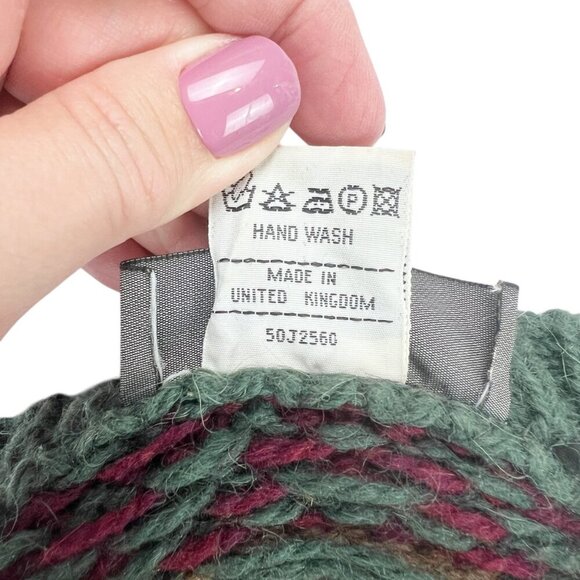 P
HAND WASH
MADE IN
UNITED KINGDOM
50J2560